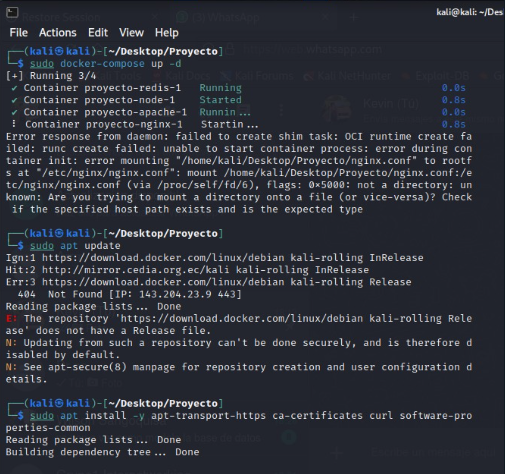 kali@kali: ~/Des
File Actions Edit View Help
┌──(kali㉿kali)-[~/Desktop/Proyecto]
└─$ sudo docker-compose up -d
[+] Running 3/4
✔ Container proyecto-redis-1 Running 0.0s
✔ Container proyecto-node-1 Started 0.8s
✔ Container proyecto-apache-1 Runnin... 0.0s
⠇ Container proyecto-nginx-1 Startin... 0.8s
Error response from daemon: failed to create shim task: OCI runtime create fa
iled: runc create failed: unable to start container process: error during con
tainer init: error mounting "/home/kali/Desktop/Proyecto/nginx.conf" to rootf
s at "/etc/nginx/nginx.conf": mount /home/kali/Desktop/Proyecto/nginx.conf:/e
tc/nginx/nginx.conf (via /proc/self/fd/6), flags: 0×5000: not a directory: un
known: Are you trying to mount a directory onto a file (or vice-versa)? Check
if the specified host path exists and is the expected type
┌──(kali㉿kali)-[~/Desktop/Proyecto]
└─$ sudo apt update
Ign:1 https://download.docker.com/linux/debian kali-rolling InRelease
Hit:2 http://mirror.cedia.org.ec/kali kali-rolling InRelease
Err:3 https://download.docker.com/linux/debian kali-rolling Release
404 Not Found [IP: 143.204.23.9 443]
Reading package lists... Done
E: The repository 'https://download.docker.com/linux/debian kali-rolling Rele
ase' does not have a Release file.
N: Updating from such a repository can't be done securely, and is therefore d
isabled by default.
N: See apt-secure(8) manpage for repository creation and user configuration d
etails.
┌──(kali㉿kali)-[~/Desktop/Proyecto]
└─$ sudo apt install -y apt-transport-https ca-certificates curl software-pro
perties-common
Reading package lists... Done
Building dependency tree... Done